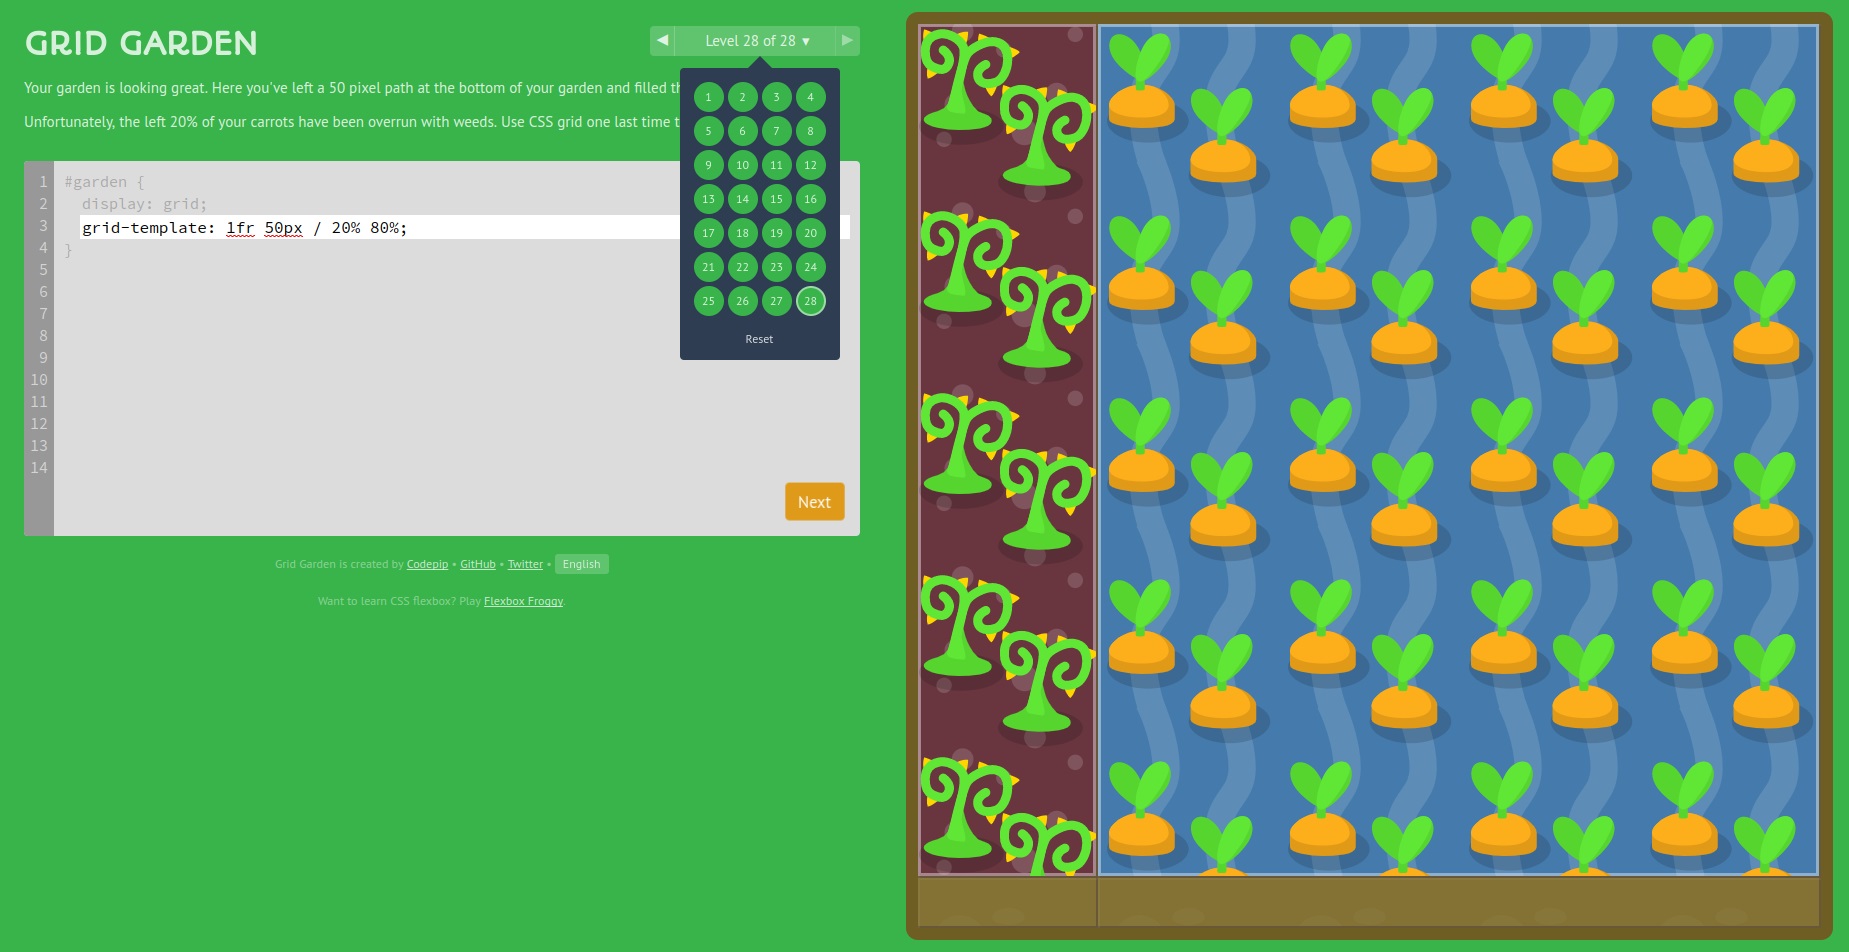 GRID GARDEN
◀ Level 28 of 28 ▼ ▶
Your garden is looking great. Here you've left a 50 pixel path at the bottom of your garden and filled
Unfortunately, the left 20% of your carrots have been overrun with weeds. Use CSS grid one last time
1 2 3 4
5 6 7 8
9 10 11 12
13 14 15 16
17 18 19 20
21 22 23 24
25 26 27 28
Reset
1 #garden {
2 display: grid;
3 grid-template: 1fr 50px / 20% 80%;
4 }
5
6
7
8
9
10
11
12
13
14
Next
Grid Garden is created by Codepip • GitHub • Twitter • English
Want to learn CSS flexbox? Play Flexbox Froggy.